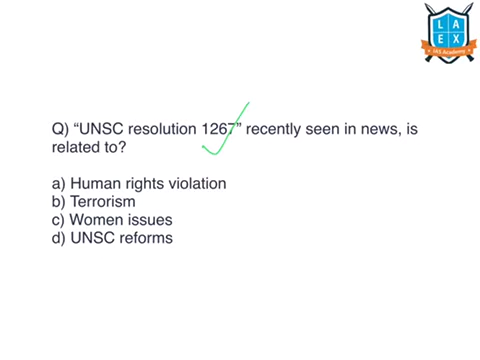 L A
E X
IAS Academy
Q) “UNSC resolution 1267” recently seen in news, is
related to?
a) Human rights violation
b) Terrorism
c) Women issues
d) UNSC reforms